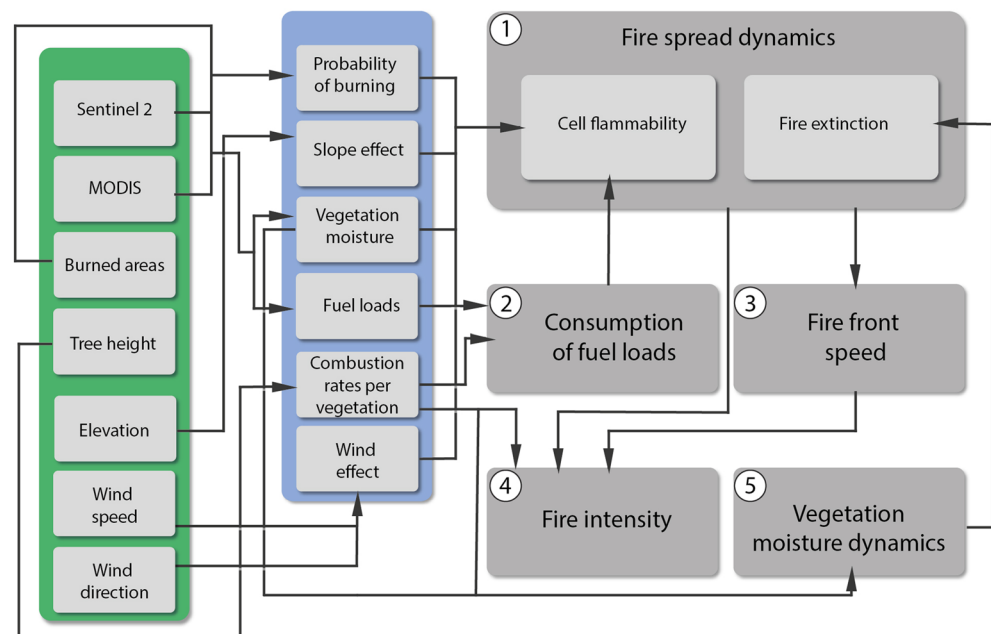 Sentinel 2
MODIS
Burned areas
Tree height
Elevation
Wind
speed
Wind
direction
Probability
of burning
Slope effect
Vegetation
moisture
Fuel loads
Combustion
rates per
vegetation
Wind
effect
1
Fire spread dynamics
Cell flammability
Fire extinction
2
Consumption
of fuel loads
3
Fire front
speed
4
Fire intensity
5
Vegetation
moisture dynamics